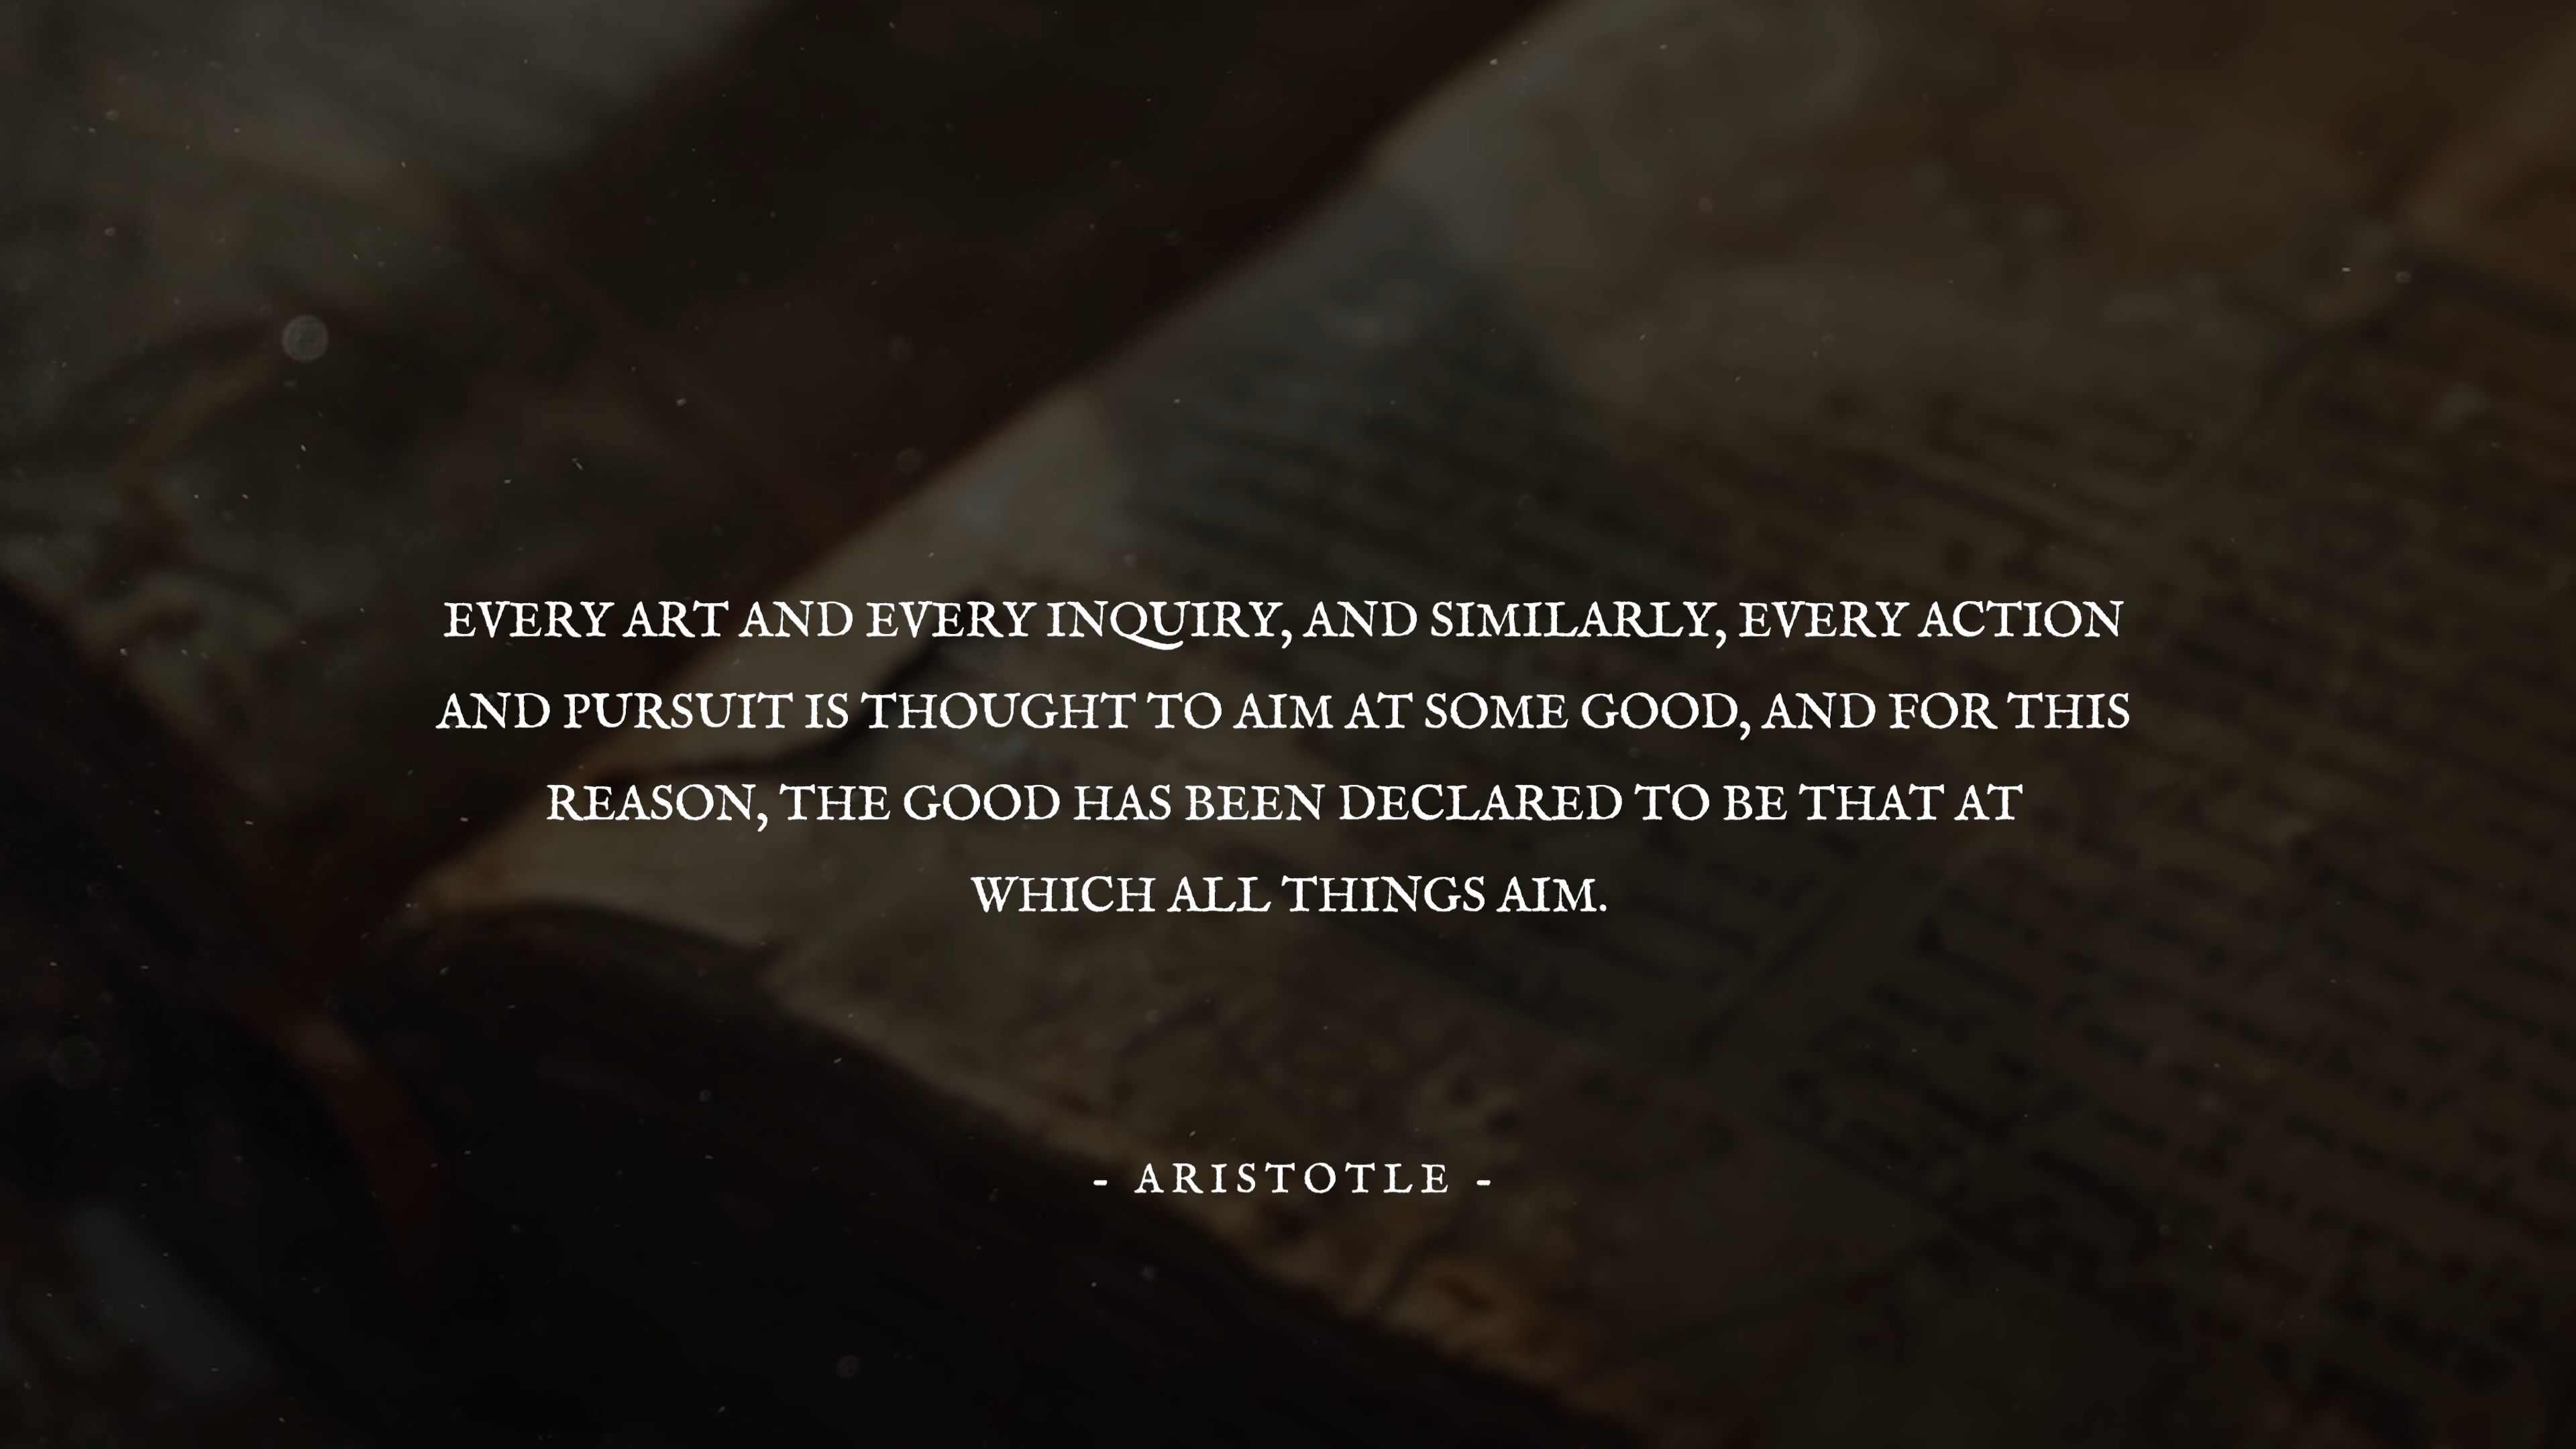 EVERY ART AND EVERY INQUIRY, AND SIMILARLY, EVERY ACTION
AND PURSUIT IS THOUGHT TO AIM AT SOME GOOD, AND FOR THIS
REASON, THE GOOD HAS BEEN DECLARED TO BE THAT AT
WHICH ALL THINGS AIM.
- ARISTOTLE -